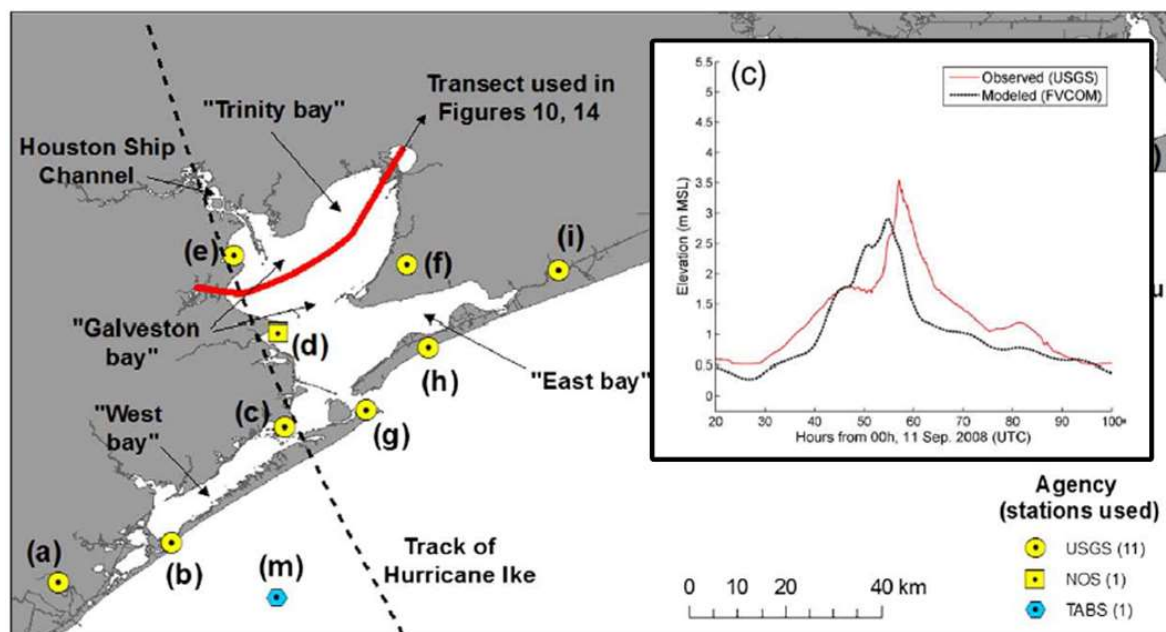 Transect used in
Figures 10, 14
"Trinity bay"
Houston Ship
Channel
(e)
(f)
(i)
"Galveston
bay"
(d)
(h)
"East bay"
"West
bay"
(c)
(g)
(a)
(b)
(m)
Track of
Hurricane Ike
(c)
Observed (USGS)
Modeled (FVCOM)
Elevation (m MSL)
5.5
5
4.5
4
3.5
3
2.5
2
1.5
1
0.5
0
20 30 40 50 60 70 80 90 100
Hours from 00h, 11 Sep. 2008 (UTC)
)
u
Agency
(stations used)
USGS (11)
NOS (1)
TABS (1)
0 10 20 40 km